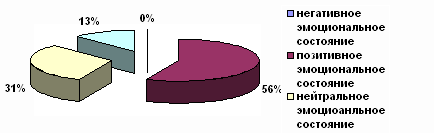 13%
0%
31%
56%
негативное
эмоциональное
состояние
позитивное
эмоциональное
состояние
нейтральное
эмоциоанльное
состояние